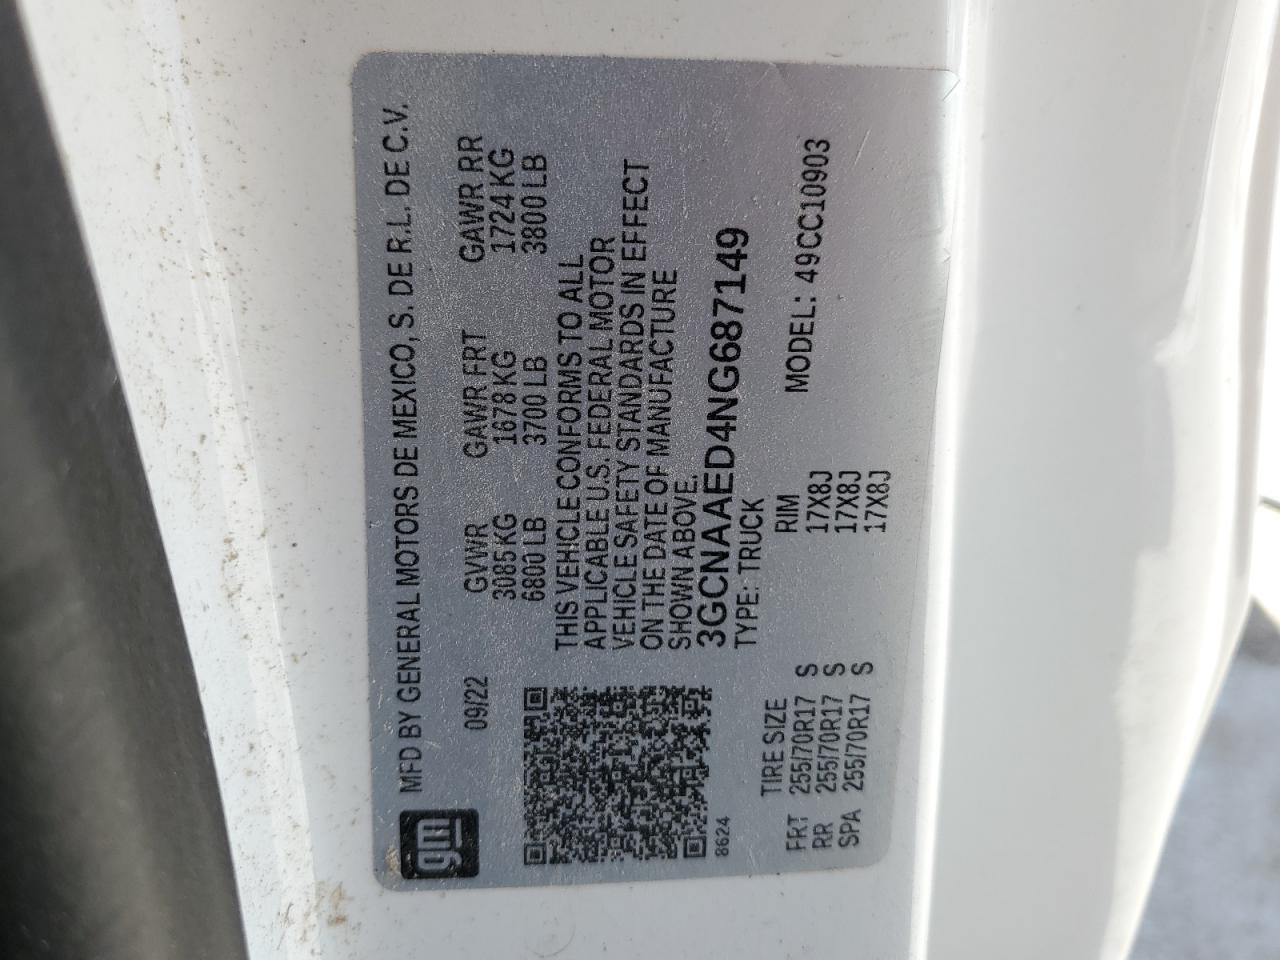 gm MFD BY GENERAL MOTORS DE MEXICO, S. DE R.L. DE C.V.
09/22 GVWR GAWR FRT GAWR RR
3085 KG 1678 KG 1724 KG
6800 LB 3700 LB 3800 LB
THIS VEHICLE CONFORMS TO ALL
APPLICABLE U.S. FEDERAL MOTOR
VEHICLE SAFETY STANDARDS IN EFFECT
ON THE DATE OF MANUFACTURE
SHOWN ABOVE.
3GCNAAED4NG687149
8624 TYPE: TRUCK
TIRE SIZE RIM MODEL: 49CC10903
FRT 255/70R17 S 17X8J
RR 255/70R17 S 17X8J
SPA 255/70R17 S 17X8J